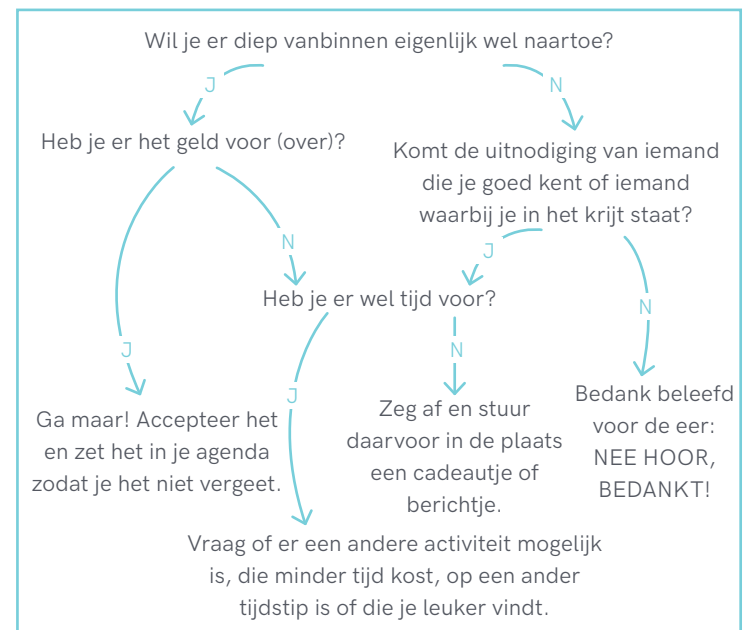 Wil je er diep vanbinnen eigenlijk wel naartoe?
J
N
Heb je er het geld voor (over)?
Komt de uitnodiging van iemand
die je goed kent of iemand
waarbij je in het krijt staat?
N
J
Heb je er wel tijd voor?
N
J
N
J
Ga maar! Accepteer het
en zet het in je agenda
zodat je het niet vergeet.
Zeg af en stuur
daarvoor in de plaats
een cadeautje of
berichtje.
Bedank beleefd
voor de eer:
NEE HOOR,
BEDANKT!
Vraag of er een andere activiteit mogelijk
is, die minder tijd kost, op een ander
tijdstip is of die je leuker vindt.